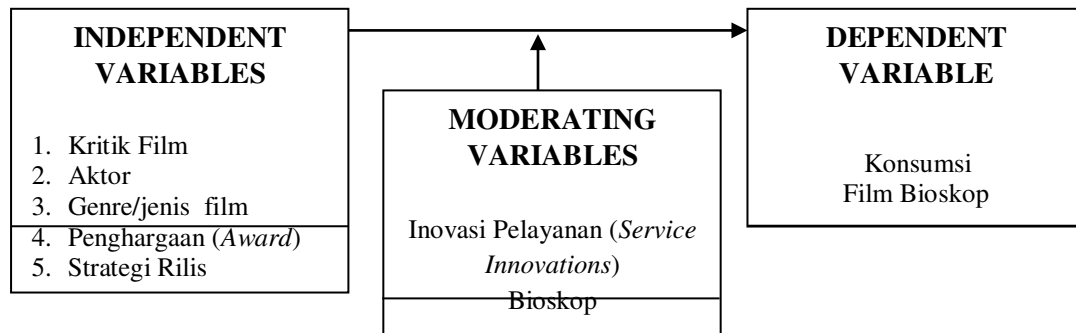 INDEPENDENT
VARIABLES
1. Kritik Film
2. Aktor
3. Genre/jenis film
4. Penghargaan (Award)
5. Strategi Rilis
MODERATING
VARIABLES
Inovasi Pelayanan (Service
Innovations)
Bioskop
DEPENDENT
VARIABLE
Konsumsi
Film Bioskop